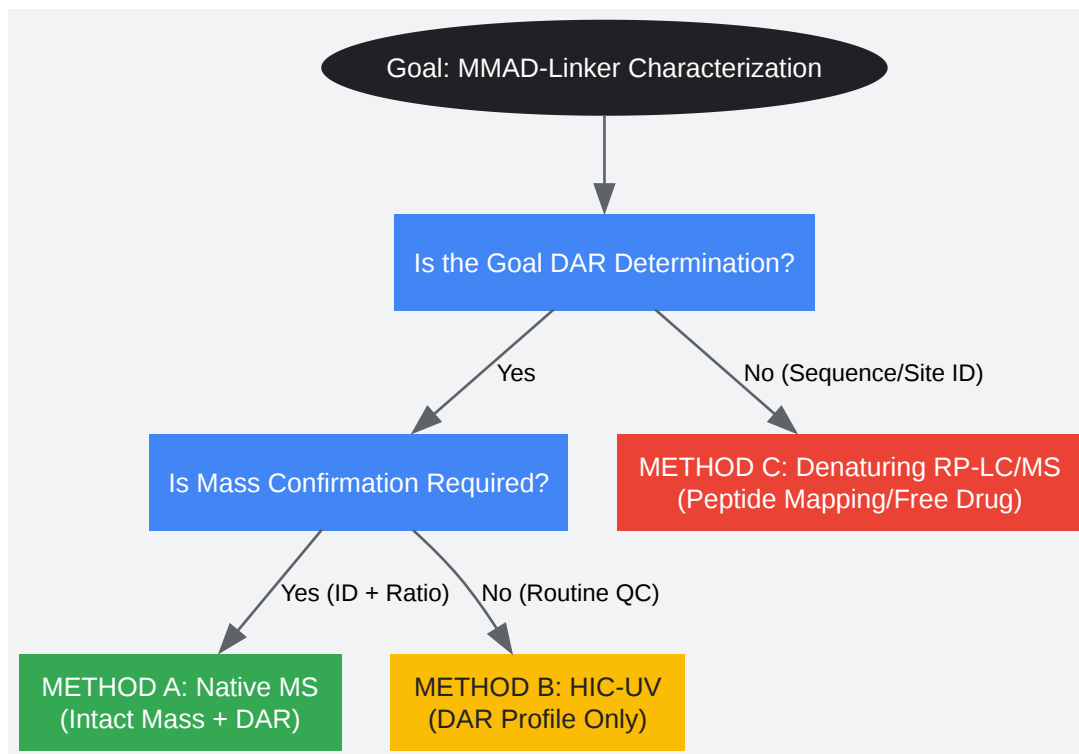 Goal: MMAD-Linker Characterization
Is the Goal DAR Determination?
Yes
No (Sequence/Site ID)
Is Mass Confirmation Required?
METHOD C: Denaturing RP-LC/MS
(Peptide Mapping/Free Drug)
Yes (ID + Ratio)
No (Routine QC)
METHOD A: Native MS
(Intact Mass + DAR)
METHOD B: HIC-UV
(DAR Profile Only)